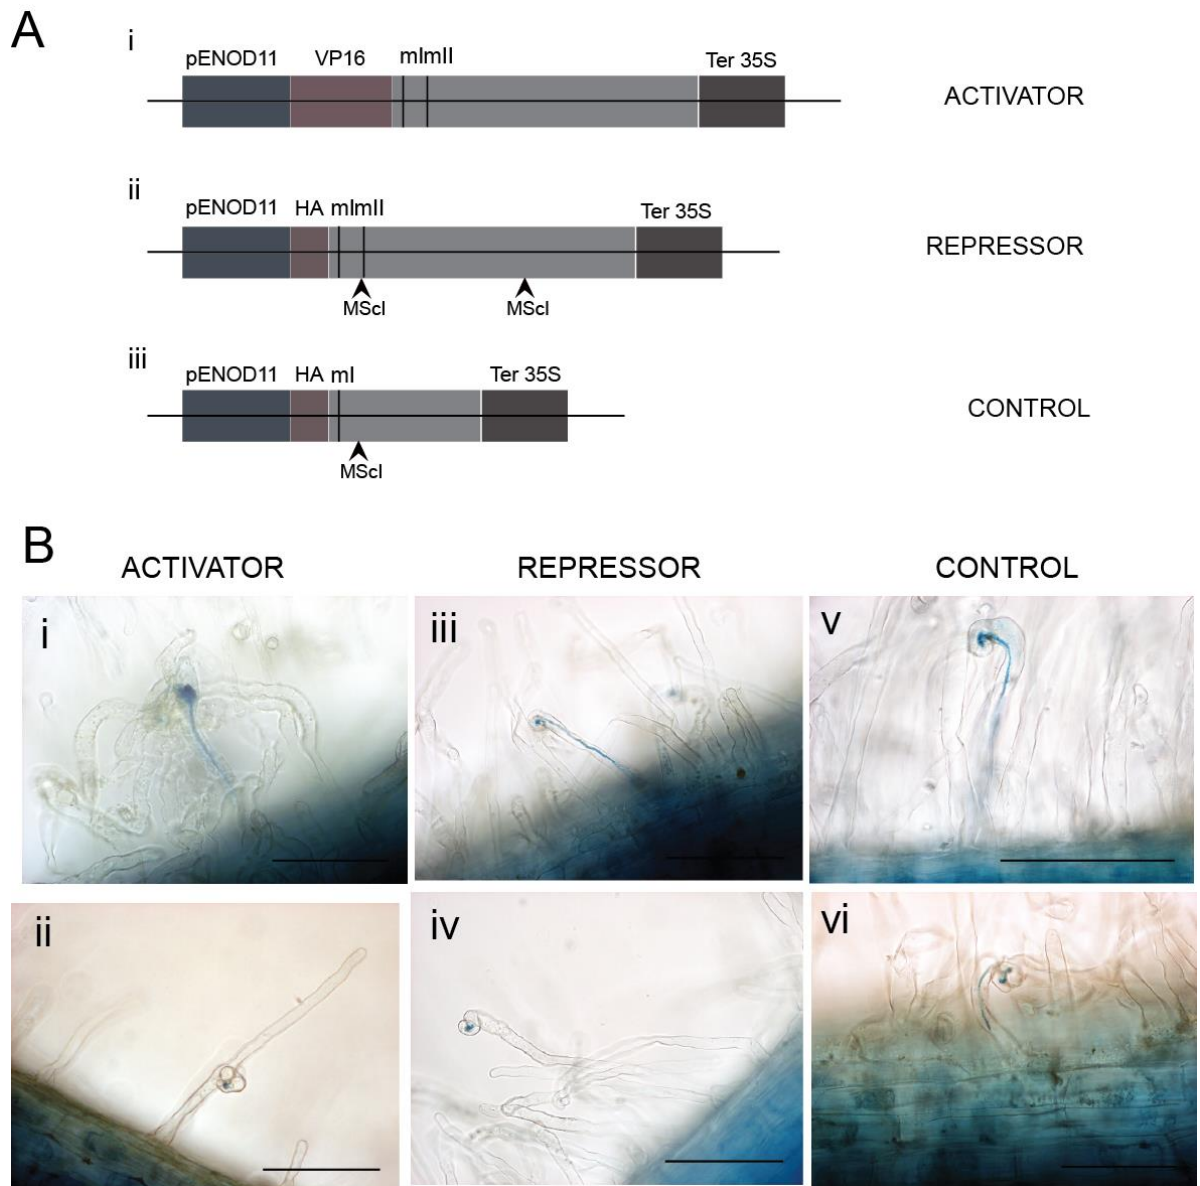 A
i
pENOD11 VP16 mImII Ter 35S
ACTIVATOR
ii
pENOD11 HA mImII Ter 35S
REPRESSOR
MScI MScI
iii
pENOD11 HA mI Ter 35S
CONTROL
MScI
B
ACTIVATOR REPRESSOR CONTROL
i iii v
ii iv vi